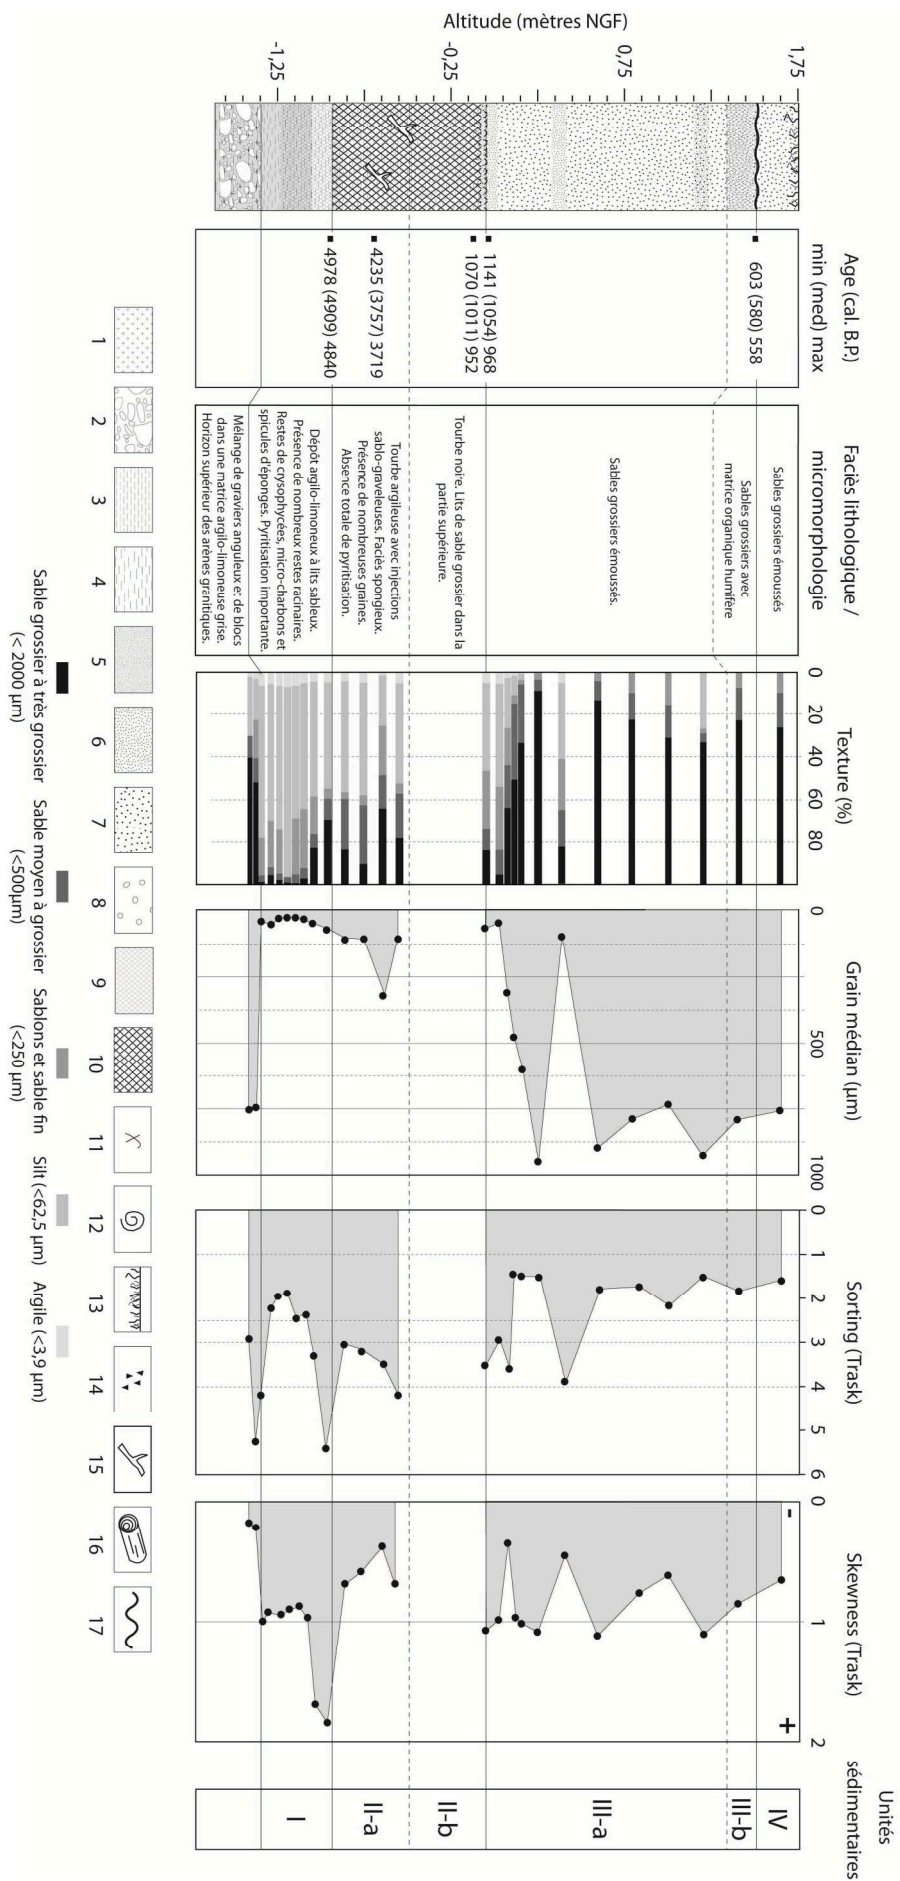 Altitude (mètres NGF)
1,75
0,75
-0,25
-1,25
Age (cal. B.P.)
min (med) max
603 (580) 558
1141 (1054) 968
1070 (1011) 952
4235 (3757) 3719
4978 (4909) 4840
Faciès lithologique /
micromorphologie
Sables grossiers émoussés
Sables grossiers avec
matrice organique humifère
Sables grossiers émoussés.
Tourbe noire. Lits de sable grossier dans la
partie supérieure.
Tourbe argileuse avec injections
sablo-graveleuses. Faciès spongieux.
Présence de nombreuses graines.
Absence totale de pyritisation.
Dépôt argilo-limoneux à lits sableux.
Présence de nombreux restes racinaires.
Restes de crysophycées, micro-charbons et
spicules d'éponges. Pyritisation importante.
Mélange de graviers anguleux et de blocs
dans une matrice argilo-limoneuse grise.
Horizon supérieur des arènes granitiques.
Texture (%)
0 20 40 60 80
Grain médian (µm)
0 500 1000
Sorting (Trask)
0 1 2 3 4 5 6
Skewness (Trask)
0 1 2
- +
Unités
sédimentaires
IV
III-b
III-a
II-b
II-a
I
1 2 3 4 5 6 7 8 9 10 11 12 13 14 15 16 17
Sable grossier à très grossier
(< 2000 µm)
Sable moyen à grossier
(<500µm)
Sablons et sable fin
(<250 µm)
Silt (<62,5 µm)
Argile (<3,9 µm)